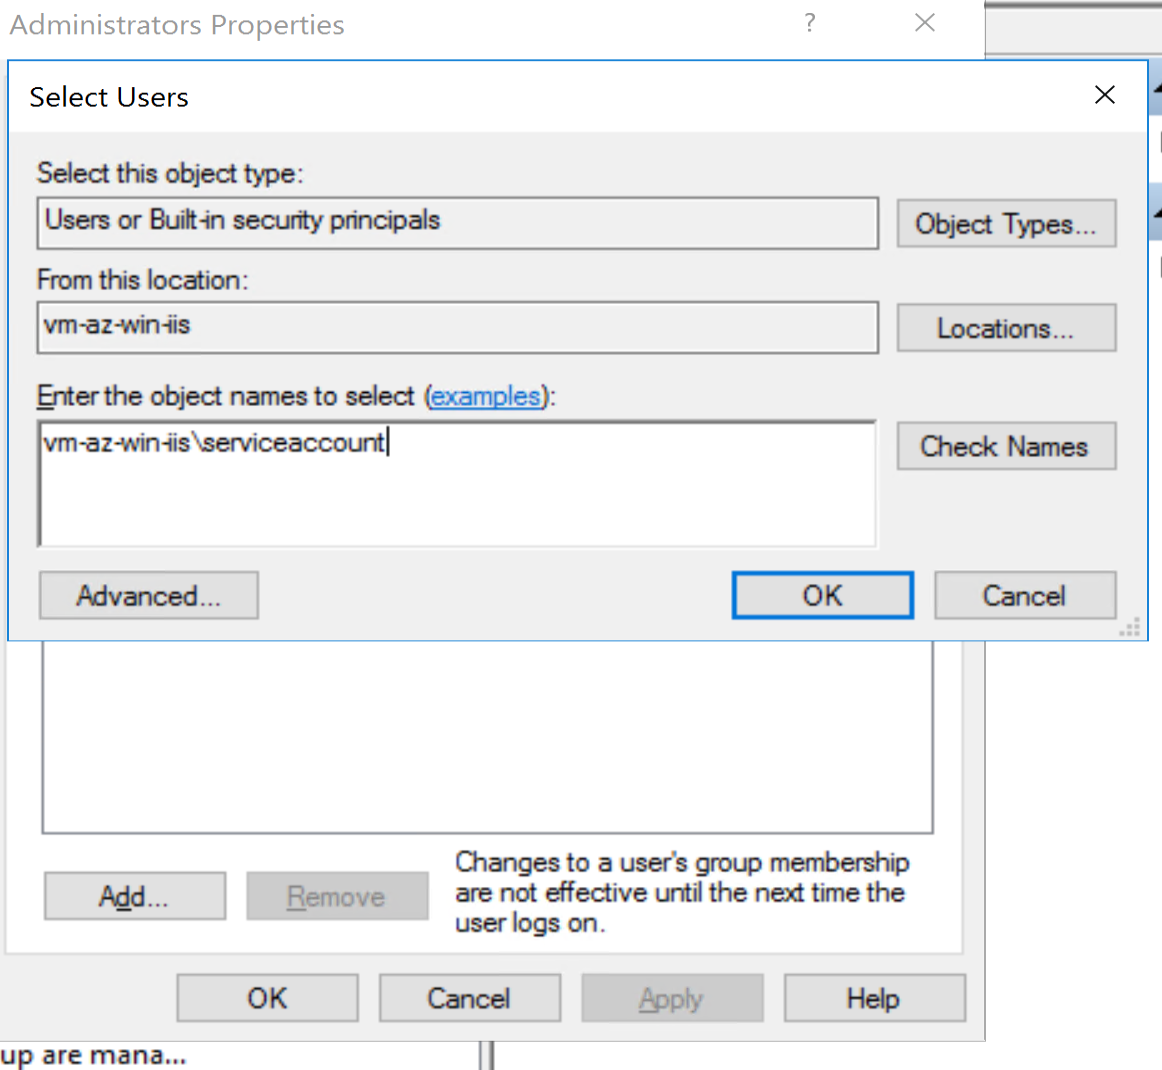 Administrators Properties
?
Select Users
Select this object type:
Users or Built-in security principals
Object Types...
From this location:
vm-az-win-iis
Locations...
Enter the object names to select (examples):
vm-az-win-iis\serviceaccount
Check Names
Advanced...
OK
Cancel
Add...
Remove
Changes to a user's group membership
are not effective until the next time the
user logs on.
OK
Cancel
Apply
Help
up are mana...